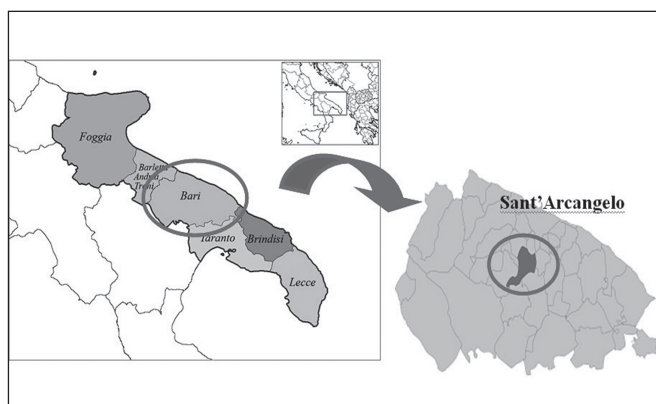 Foggia
Barletta
Andria
Trani
Bari
Taranto
Brindisi
Lecce
Sant’Arcangelo